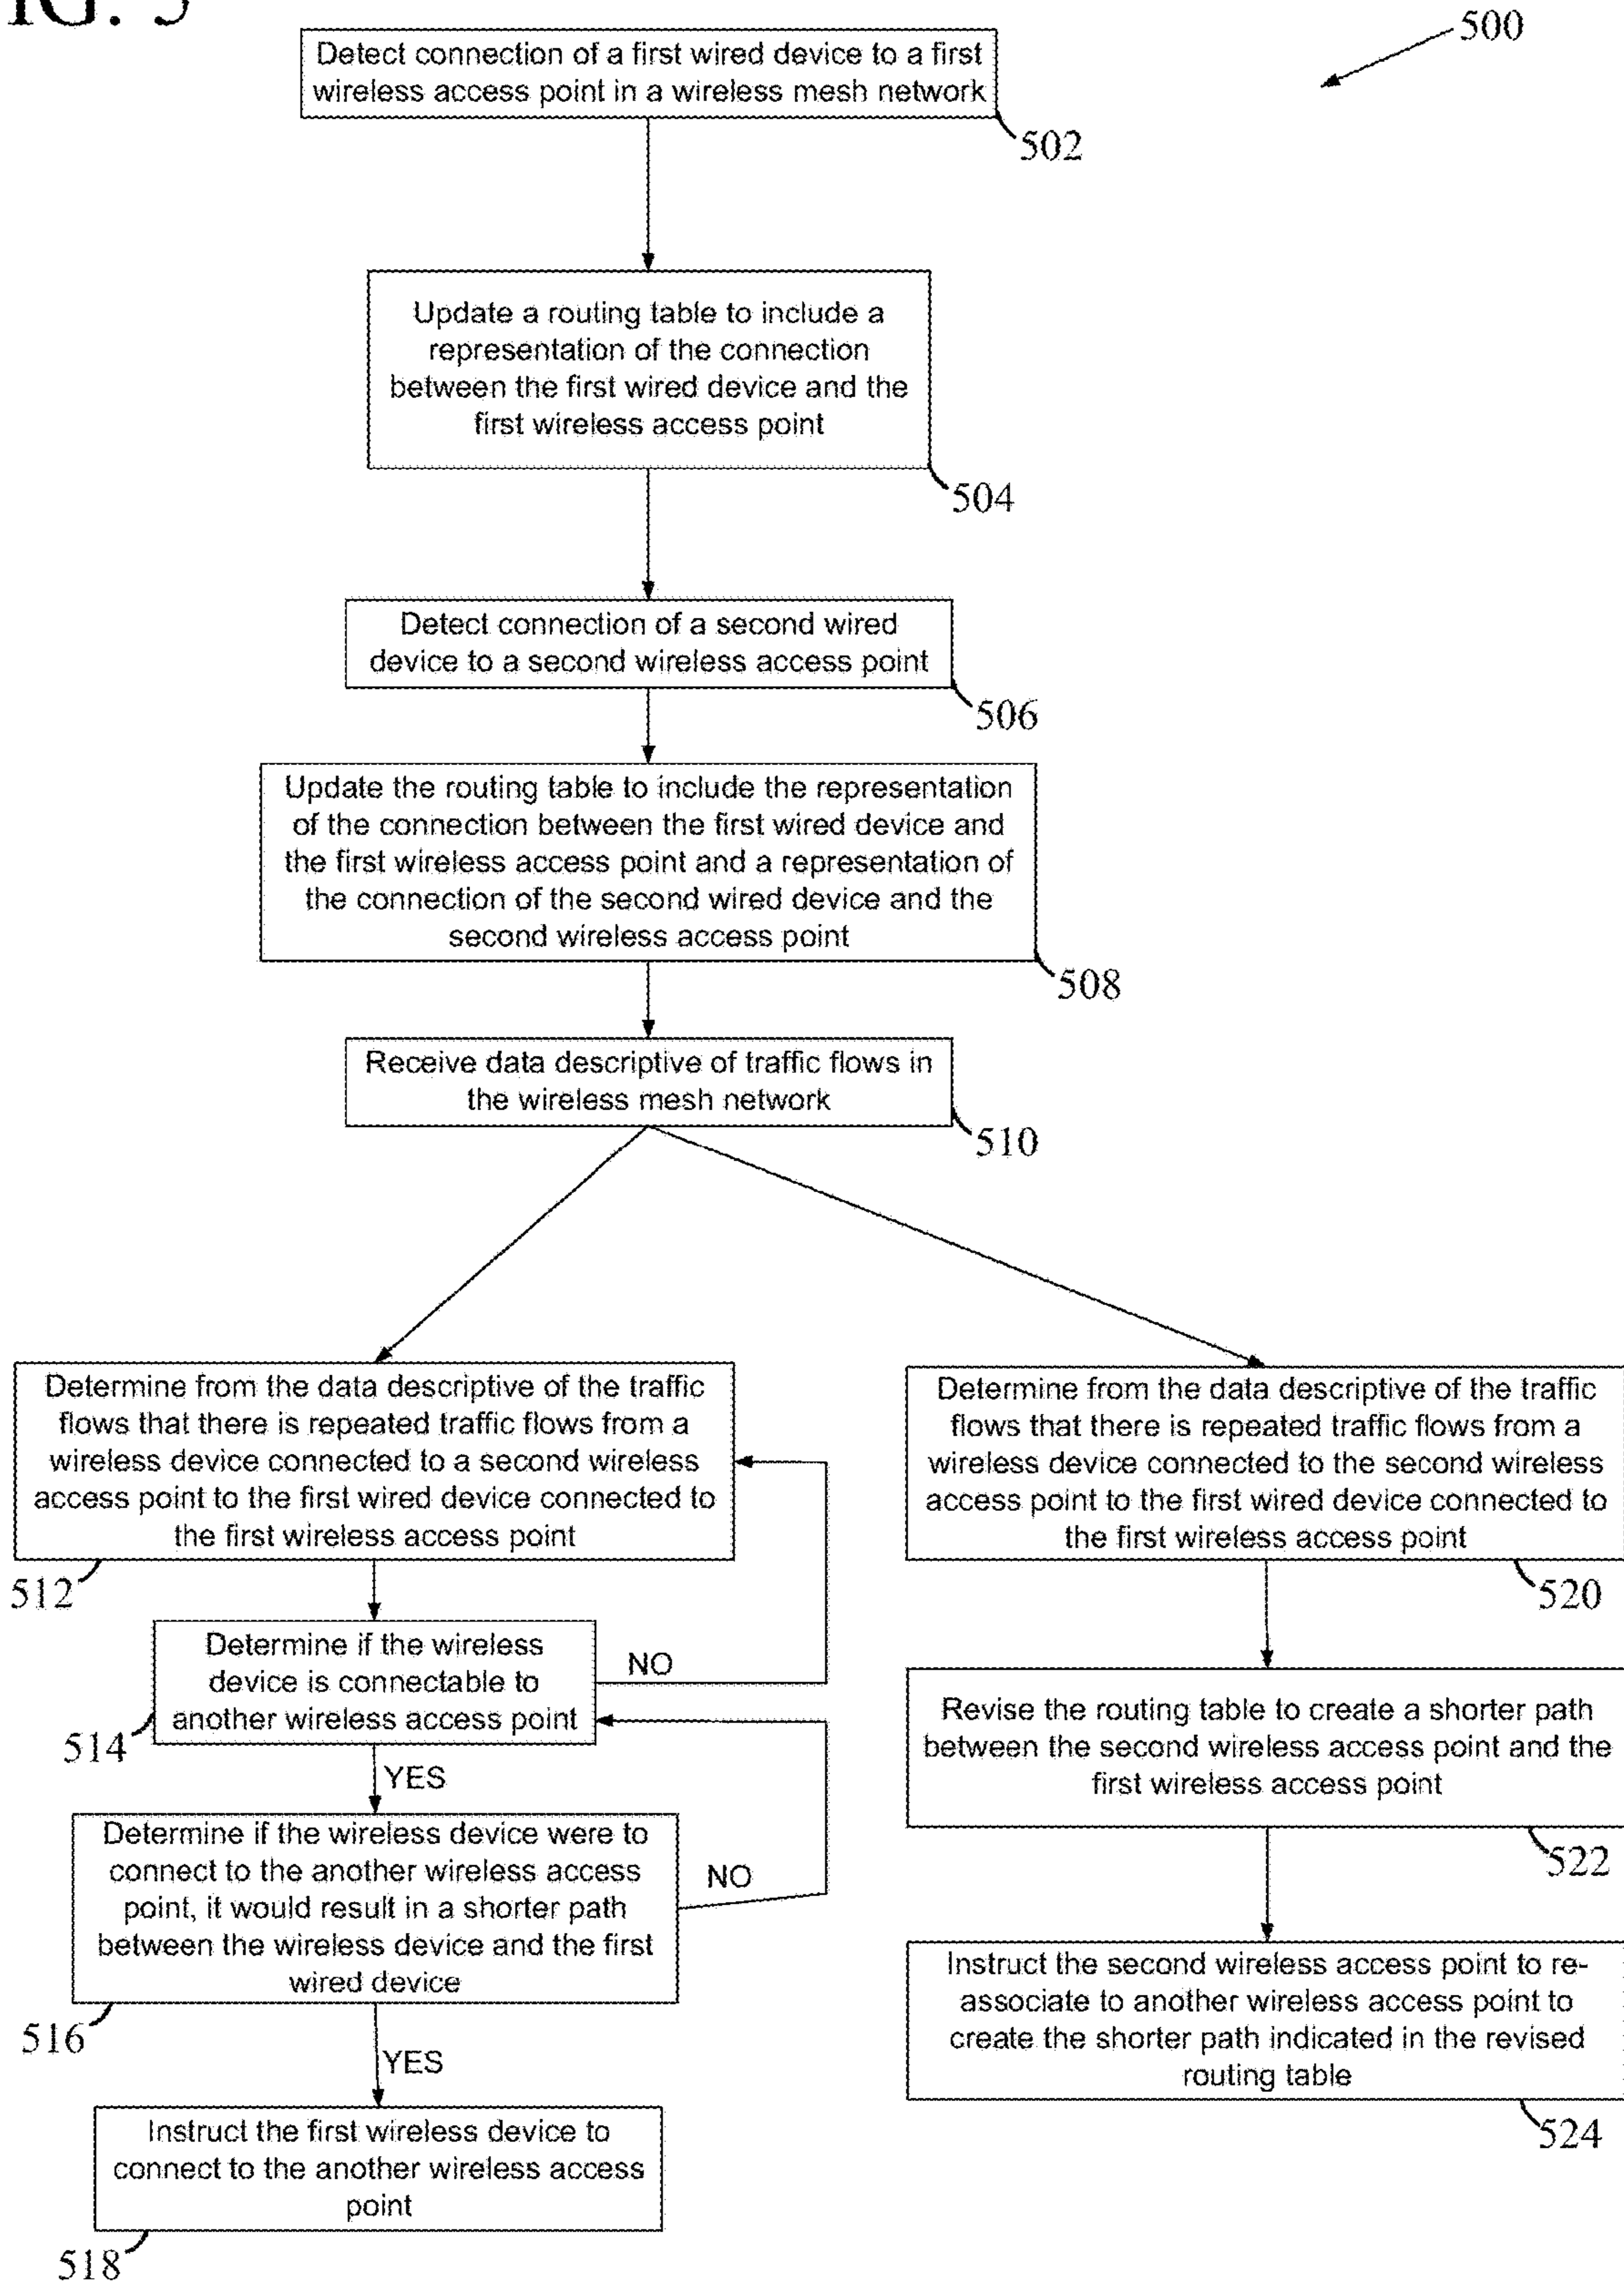 FIG. 5
500
Detect connection of a first wired device to a first
wireless access point in a wireless mesh network
502
Update a routing table to include a
representation of the connection
between the first wired device and the
first wireless access point
504
Detect connection of a second wired
device to a second wireless access point
506
Update the routing table to include the representation
of the connection between the first wired device and
the first wireless access point and a representation of
the connection of the second wired device and the
second wireless access point
508
Receive data descriptive of traffic flows in
the wireless mesh network
510
Determine from the data descriptive of the traffic
flows that there is repeated traffic flows from a
wireless device connected to a second wireless
access point to the first wired device connected to
the first wireless access point
512
Determine if the wireless
device is connectable to
another wireless access point
514
NO
YES
Determine if the wireless device were to
connect to the another wireless access
point, it would result in a shorter path
between the wireless device and the first
wired device
516
NO
YES
Instruct the first wireless device to
connect to the another wireless access
point
518
Determine from the data descriptive of the traffic
flows that there is repeated traffic flows from a
wireless device connected to the second wireless
access point to the first wired device connected to
the first wireless access point
520
Revise the routing table to create a shorter path
between the second wireless access point and the
first wireless access point
522
Instruct the second wireless access point to re-
associate to another wireless access point to
create the shorter path indicated in the revised
routing table
524